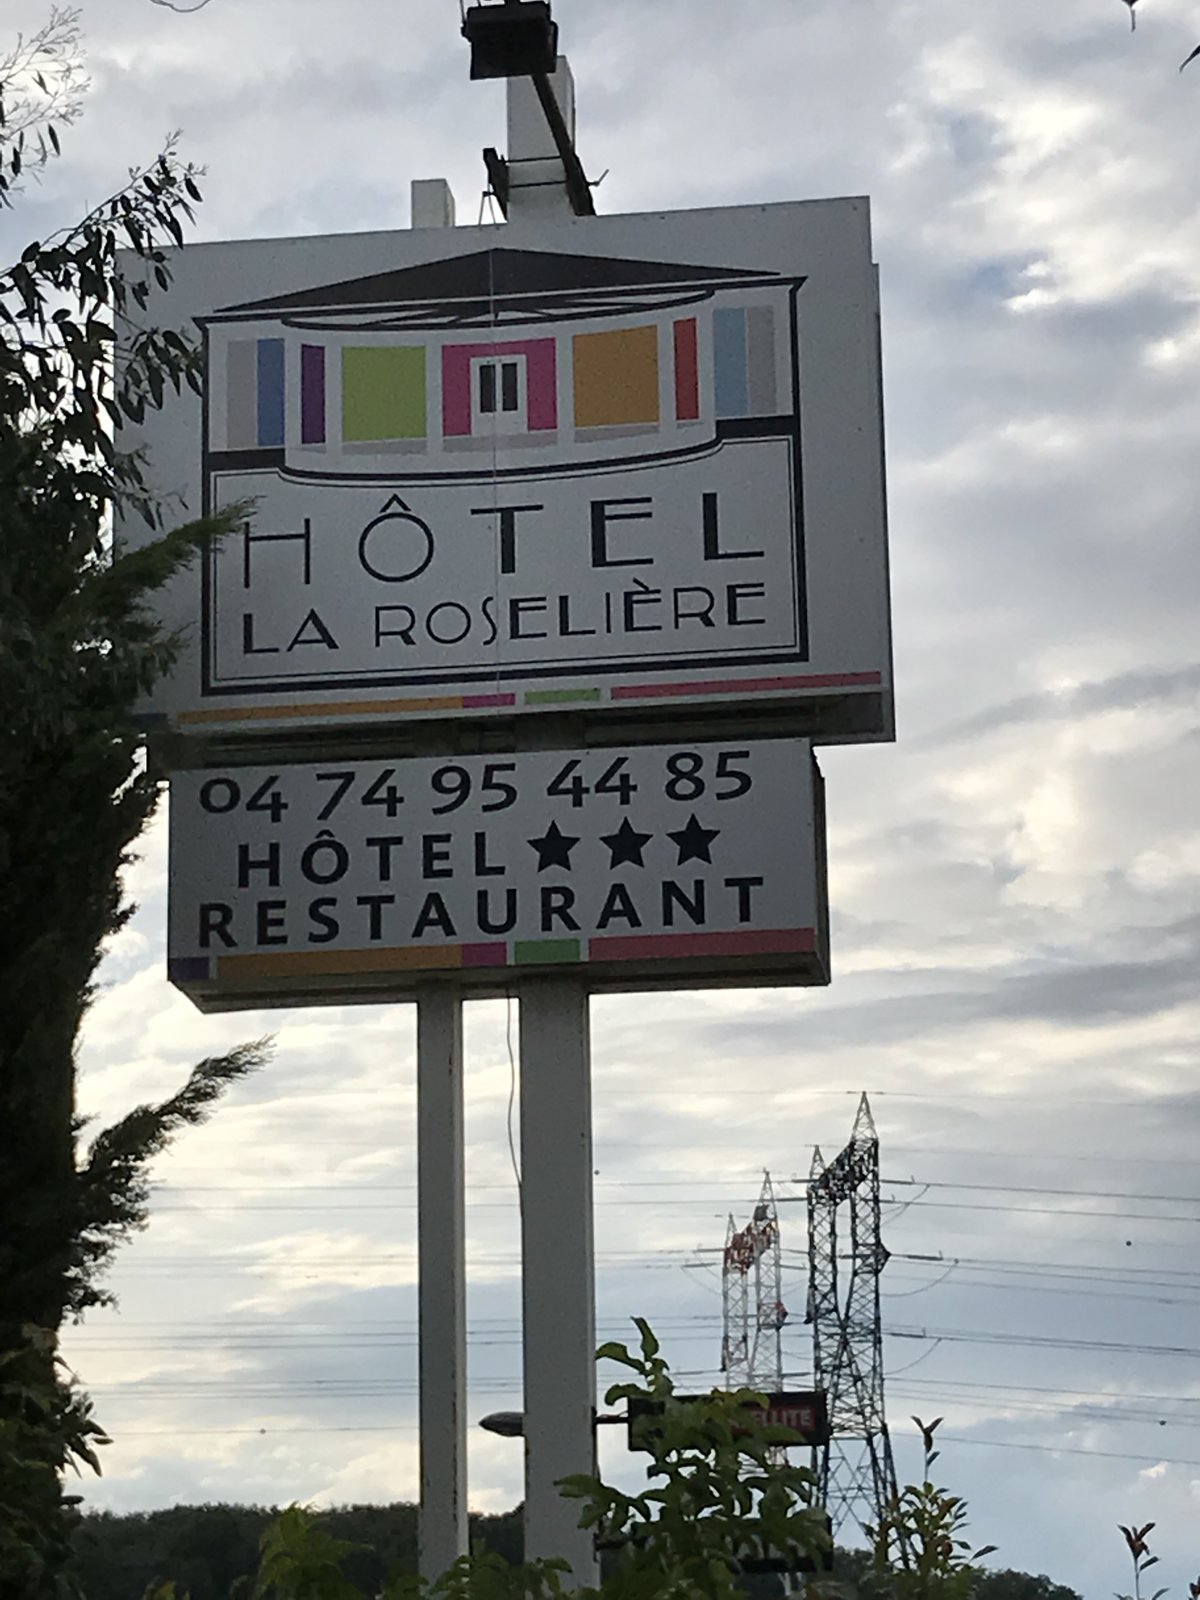 HÔTEL
LA ROSELIÈRE
04 74 95 44 85
HÔTEL ★★★
RESTAURANT